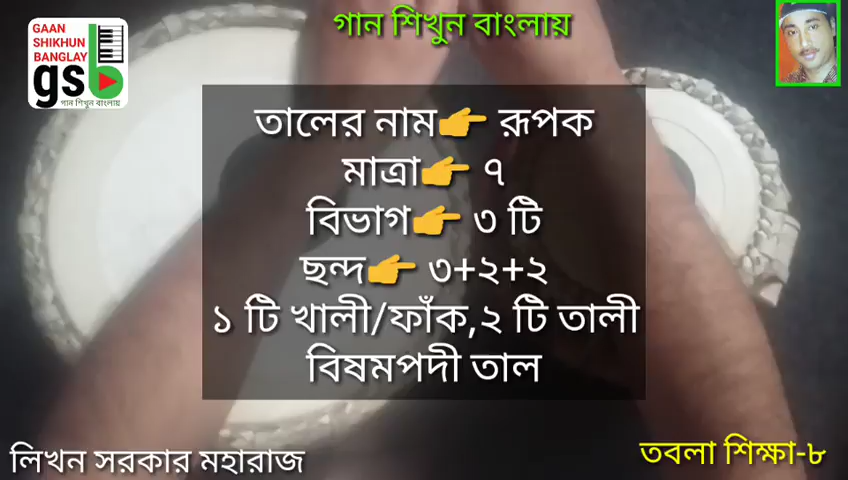 GAAN
SHIKHUN
BANGLAY
gsb
গান শিখুন বাংলায়
গান শিখুন বাংলায়
তালের নাম👉 রূপক
মাত্রা👉 ৭
বিভাগ👉 ৩ টি
ছন্দ👉 ৩+২+২
১ টি খালী/ফাঁক,২ টি তালী
বিষমপদী তাল
লিখন সরকার মহারাজ
তবলা শিক্ষা-৮